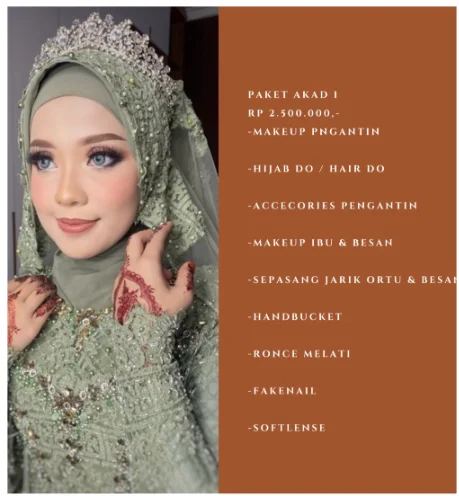 PAKET AKAD 1
RP 2.500.000,-
-MAKEUP PNGANTIN
-HIJAB DO / HAIR DO
-ACCECORIES PENGANTIN
-MAKEUP IBU & BESAN
-SEPASANG JARIK ORTU & BESAN
-HANDBUCKET
-RONCE MELATI
-FAKENAIL
-SOFTLENSE